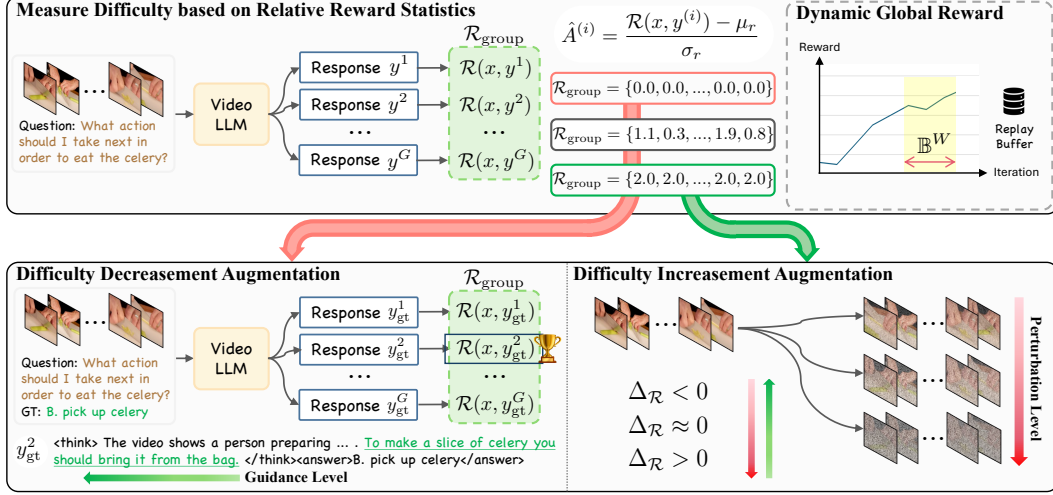 Measure Difficulty based on Relative Reward Statistics
Question: What action
should I take next in
order to eat the celery?
Video
LLM
Response y^1
Response y^2
...
Response y^G
R_group
R(x, y^1)
R(x, y^2)
...
R(x, y^G)
Â^(i) = (R(x, y^(i)) − μ_r) / σ_r
R_group = {0.0, 0.0, ..., 0.0, 0.0}
R_group = {1.1, 0.3, ..., 1.9, 0.8}
R_group = {2.0, 2.0, ..., 2.0, 2.0}
Dynamic Global Reward
Reward
𝔹^W
Iteration
Replay
Buffer
Difficulty Decreasement Augmentation
Question: What action
should I take next in
order to eat the celery?
GT: B. pick up celery
Video
LLM
Response y_gt^1
Response y_gt^2
...
Response y_gt^G
R_group
R(x, y_gt^1)
R(x, y_gt^2)
...
R(x, y_gt^G)
y_gt^2 <think> The video shows a person preparing ... . To make a slice of celery you
should bring it from the bag. </think><answer>B. pick up celery</answer>
Guidance Level
Difficulty Increasement Augmentation
Δ_R < 0
Δ_R ≈ 0
Δ_R > 0
Perturbation Level